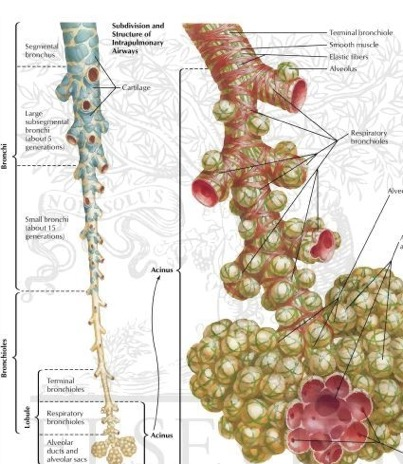 Subdivision and
Structure of
Intrapulmonary
Airways
Segmental
bronchus
Cartilage
Large
subsegmental
bronchi
(about 5
generations)
Bronchi
Small bronchi
(about 15
generations)
Bronchioles
Lobule
Terminal
bronchioles
Respiratory
bronchioles
Alveolar
ducts and
alveolar sacs
Acinus
Acinus
Terminal bronchiole
Smooth muscle
Elastic fibers
Alveolus
Respiratory
bronchioles
Alve